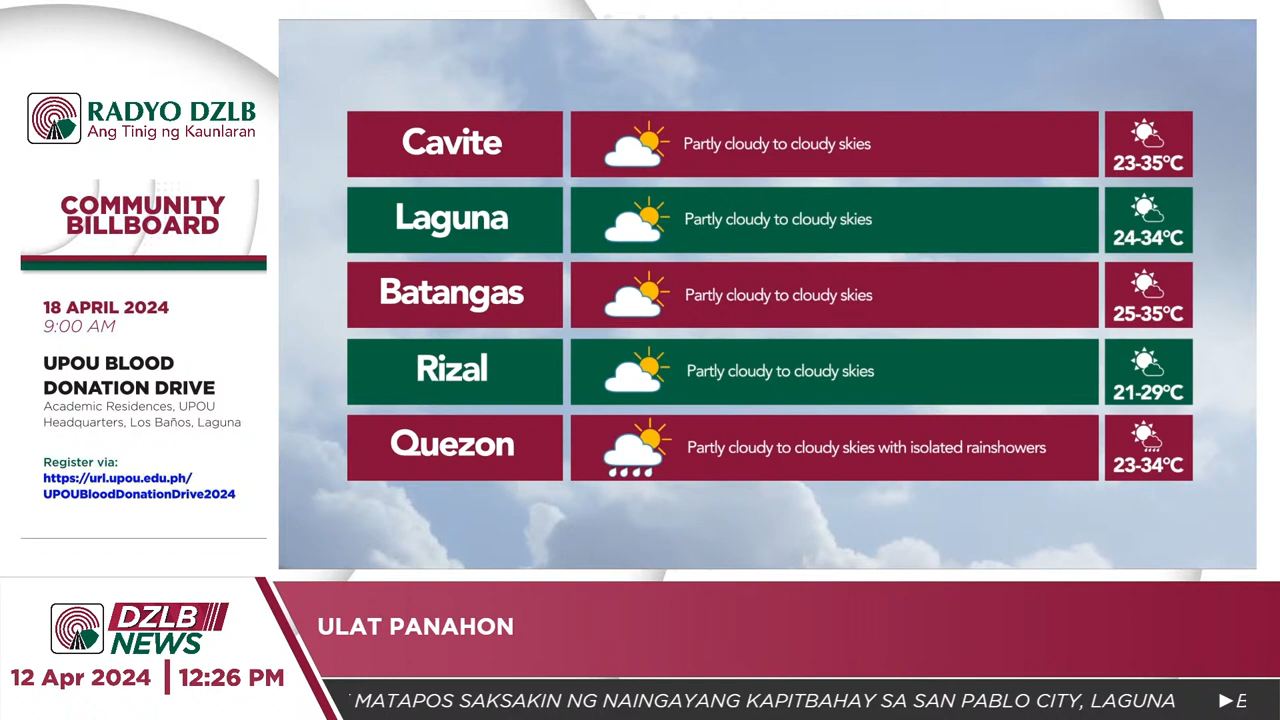 RADYO DZLB
Ang Tinig ng Kaunlaran
COMMUNITY
BILLBOARD
18 APRIL 2024
9:00 AM
UPOU BLOOD
DONATION DRIVE
Academic Residences, UPOU
Headquarters, Los Baños, Laguna
Register via:
https://url.upou.edu.ph/
UPOUBloodDonationDrive2024
Cavite Partly cloudy to cloudy skies 23-35°C
Laguna Partly cloudy to cloudy skies 24-34°C
Batangas Partly cloudy to cloudy skies 25-35°C
Rizal Partly cloudy to cloudy skies 21-29°C
Quezon Partly cloudy to cloudy skies with isolated rainshowers 23-34°C
DZLB
NEWS
12 Apr 2024 | 12:26 PM
ULAT PANAHON
MATAPOS SAKSAKIN NG NAINGAYANG KAPITBAHAY SA SAN PABLO CITY, LAGUNA